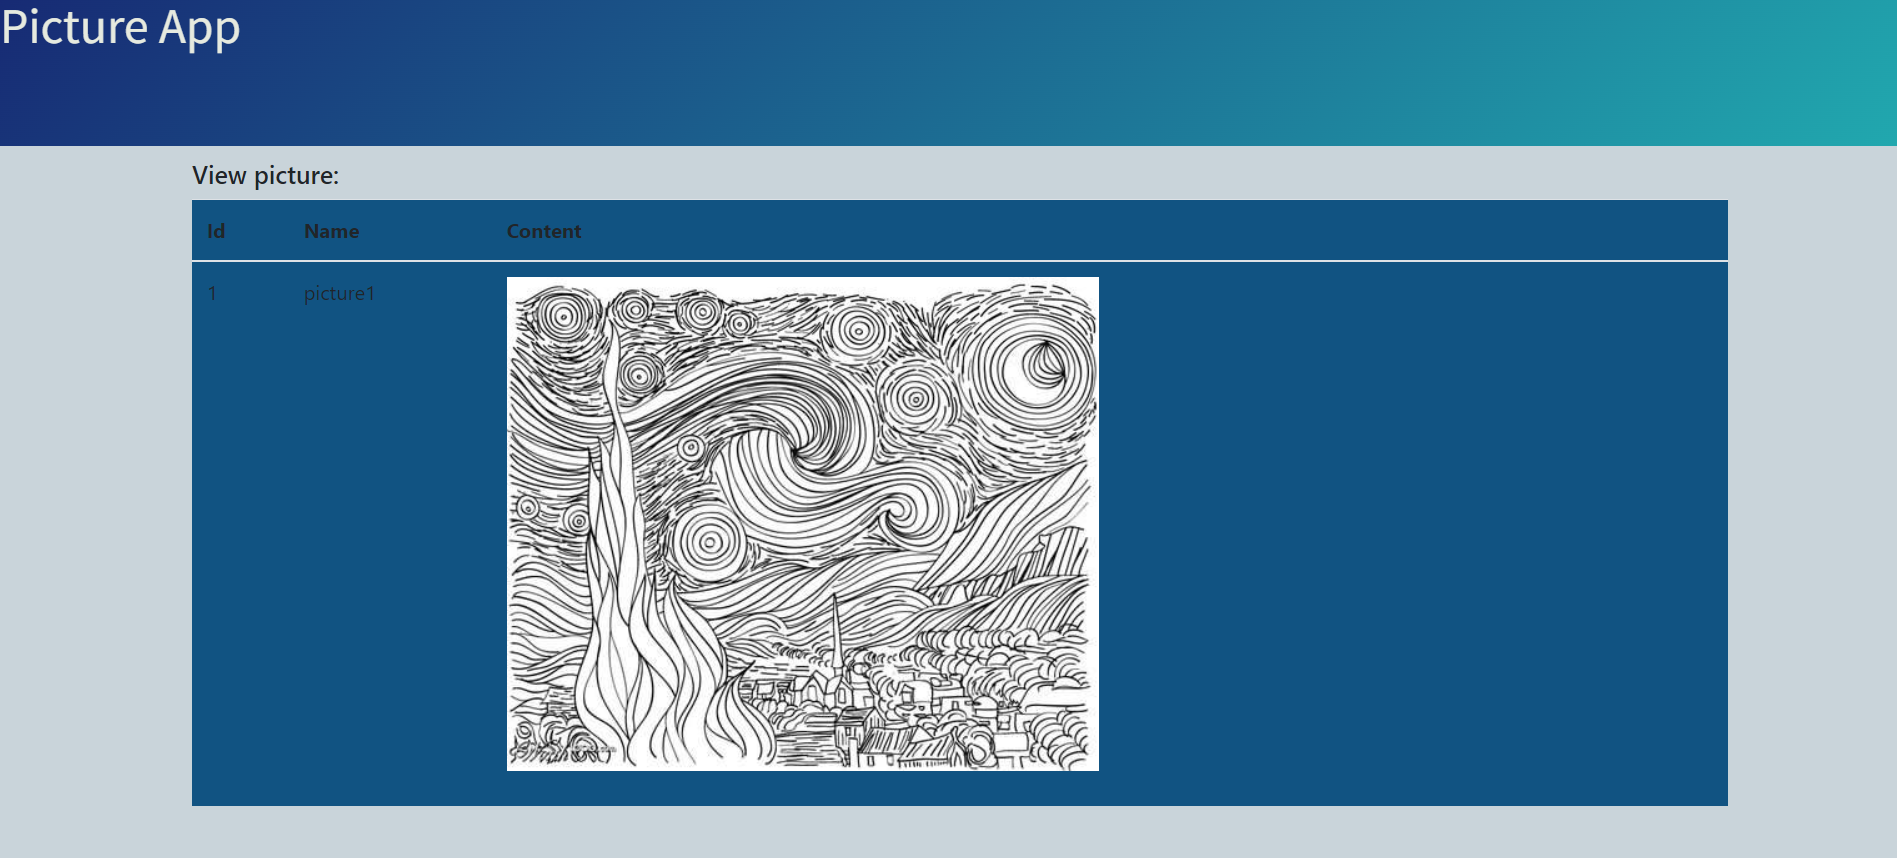 Picture App
View picture:
Id Name Content
1 picture1